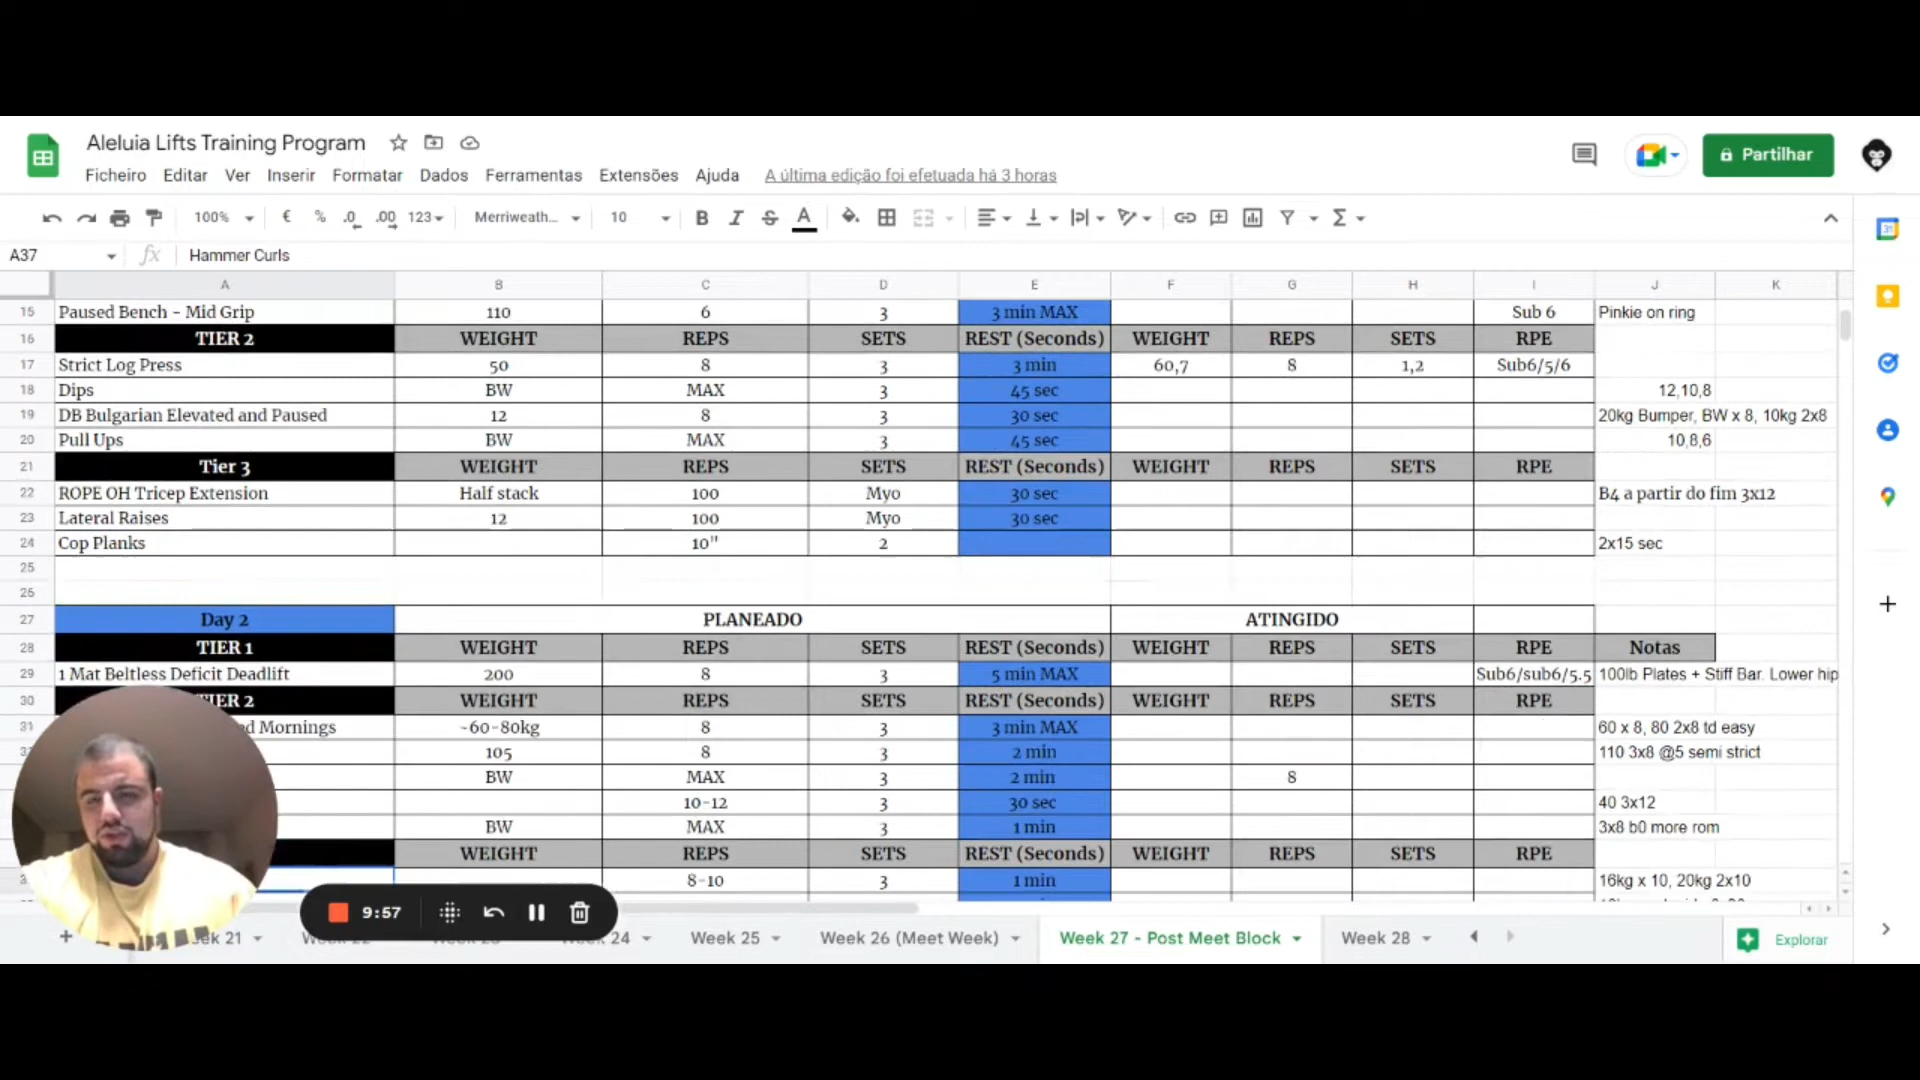 Aleluia Lifts Training Program
Ficheiro Editar Ver Inserir Formatar Dados Ferramentas Extensões Ajuda A última edição foi efetuada há 3 horas
Partilhar
100% € % .0 .00 123 Merriweath... 10 B I S A
A37 fx Hammer Curls
A B C D E F G H I J K
15 Paused Bench - Mid Grip 110 6 3 3 min MAX Sub 6 Pinkie on ring
16 TIER 2 WEIGHT REPS SETS REST (Seconds) WEIGHT REPS SETS RPE
17 Strict Log Press 50 8 3 3 min 60,7 8 1,2 Sub6/5/6
18 Dips BW MAX 3 45 sec 12,10,8
19 DB Bulgarian Elevated and Paused 12 8 3 30 sec 20kg Bumper, BW x 8, 10kg 2x8
20 Pull Ups BW MAX 3 45 sec 10,8,6
21 Tier 3 WEIGHT REPS SETS REST (Seconds) WEIGHT REPS SETS RPE
22 ROPE OH Tricep Extension Half stack 100 Myo 30 sec B4 a partir do fim 3x12
23 Lateral Raises 12 100 Myo 30 sec
24 Cop Planks 10" 2 2x15 sec
25
26
27 Day 2 PLANEADO ATINGIDO
28 TIER 1 WEIGHT REPS SETS REST (Seconds) WEIGHT REPS SETS RPE Notas
29 1 Mat Beltless Deficit Deadlift 200 8 3 5 min MAX Sub6/sub6/5.5 100lb Plates + Stiff Bar. Lower hip
30 TIER 2 WEIGHT REPS SETS REST (Seconds) WEIGHT REPS SETS RPE
31 d Mornings ~60-80kg 8 3 3 min MAX 60 x 8, 80 2x8 td easy
105 8 3 2 min 110 3x8 @5 semi strict
BW MAX 3 2 min 8
10-12 3 30 sec 40 3x12
BW MAX 3 1 min 3x8 b0 more rom
WEIGHT REPS SETS REST (Seconds) WEIGHT REPS SETS RPE
8-10 3 1 min 16kg x 10, 20kg 2x10
9:57
ek 21 24 Week 25 Week 26 (Meet Week) Week 27 - Post Meet Block Week 28 Explorar